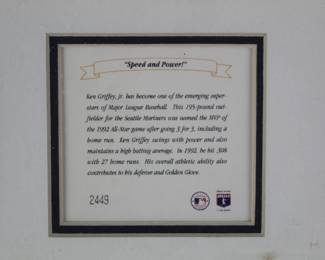 "Speed and Power!"
Ken Griffey, Jr. has become one of the emerging super-
stars of Major League Baseball. This 195-pound out-
fielder for the Seattle Mariners was named the MVP of
the 1992 All-Star game after going 3 for 3, including a
home run. Ken Griffey swings with power and also
maintains a high batting average. In 1992, he hit .308
with 27 home runs. His overall athletic ability also
contributes to his defense and Golden Glove.
2449